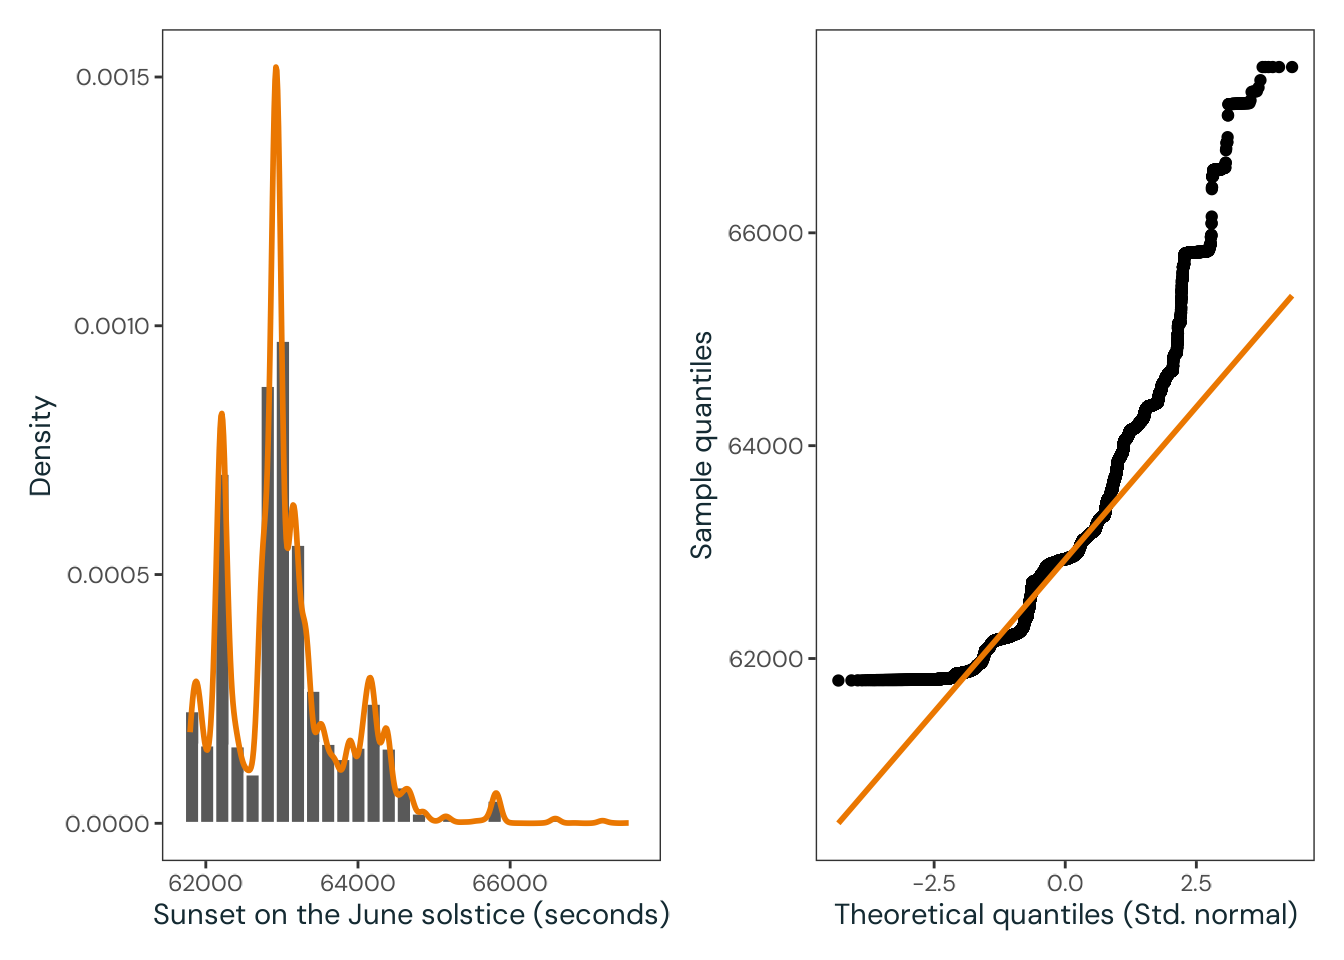 0.0015
0.0010
0.0005
0.0000
Density
62000 64000 66000
Sunset on the June solstice (seconds)
66000
64000
62000
Sample quantiles
-2.5 0.0 2.5
Theoretical quantiles (Std. normal)